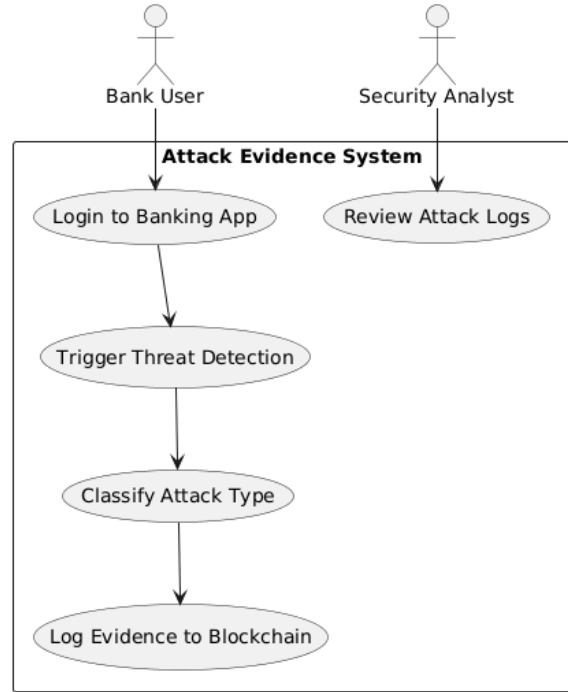 Bank User
Security Analyst
Attack Evidence System
Login to Banking App
Review Attack Logs
Trigger Threat Detection
Classify Attack Type
Log Evidence to Blockchain